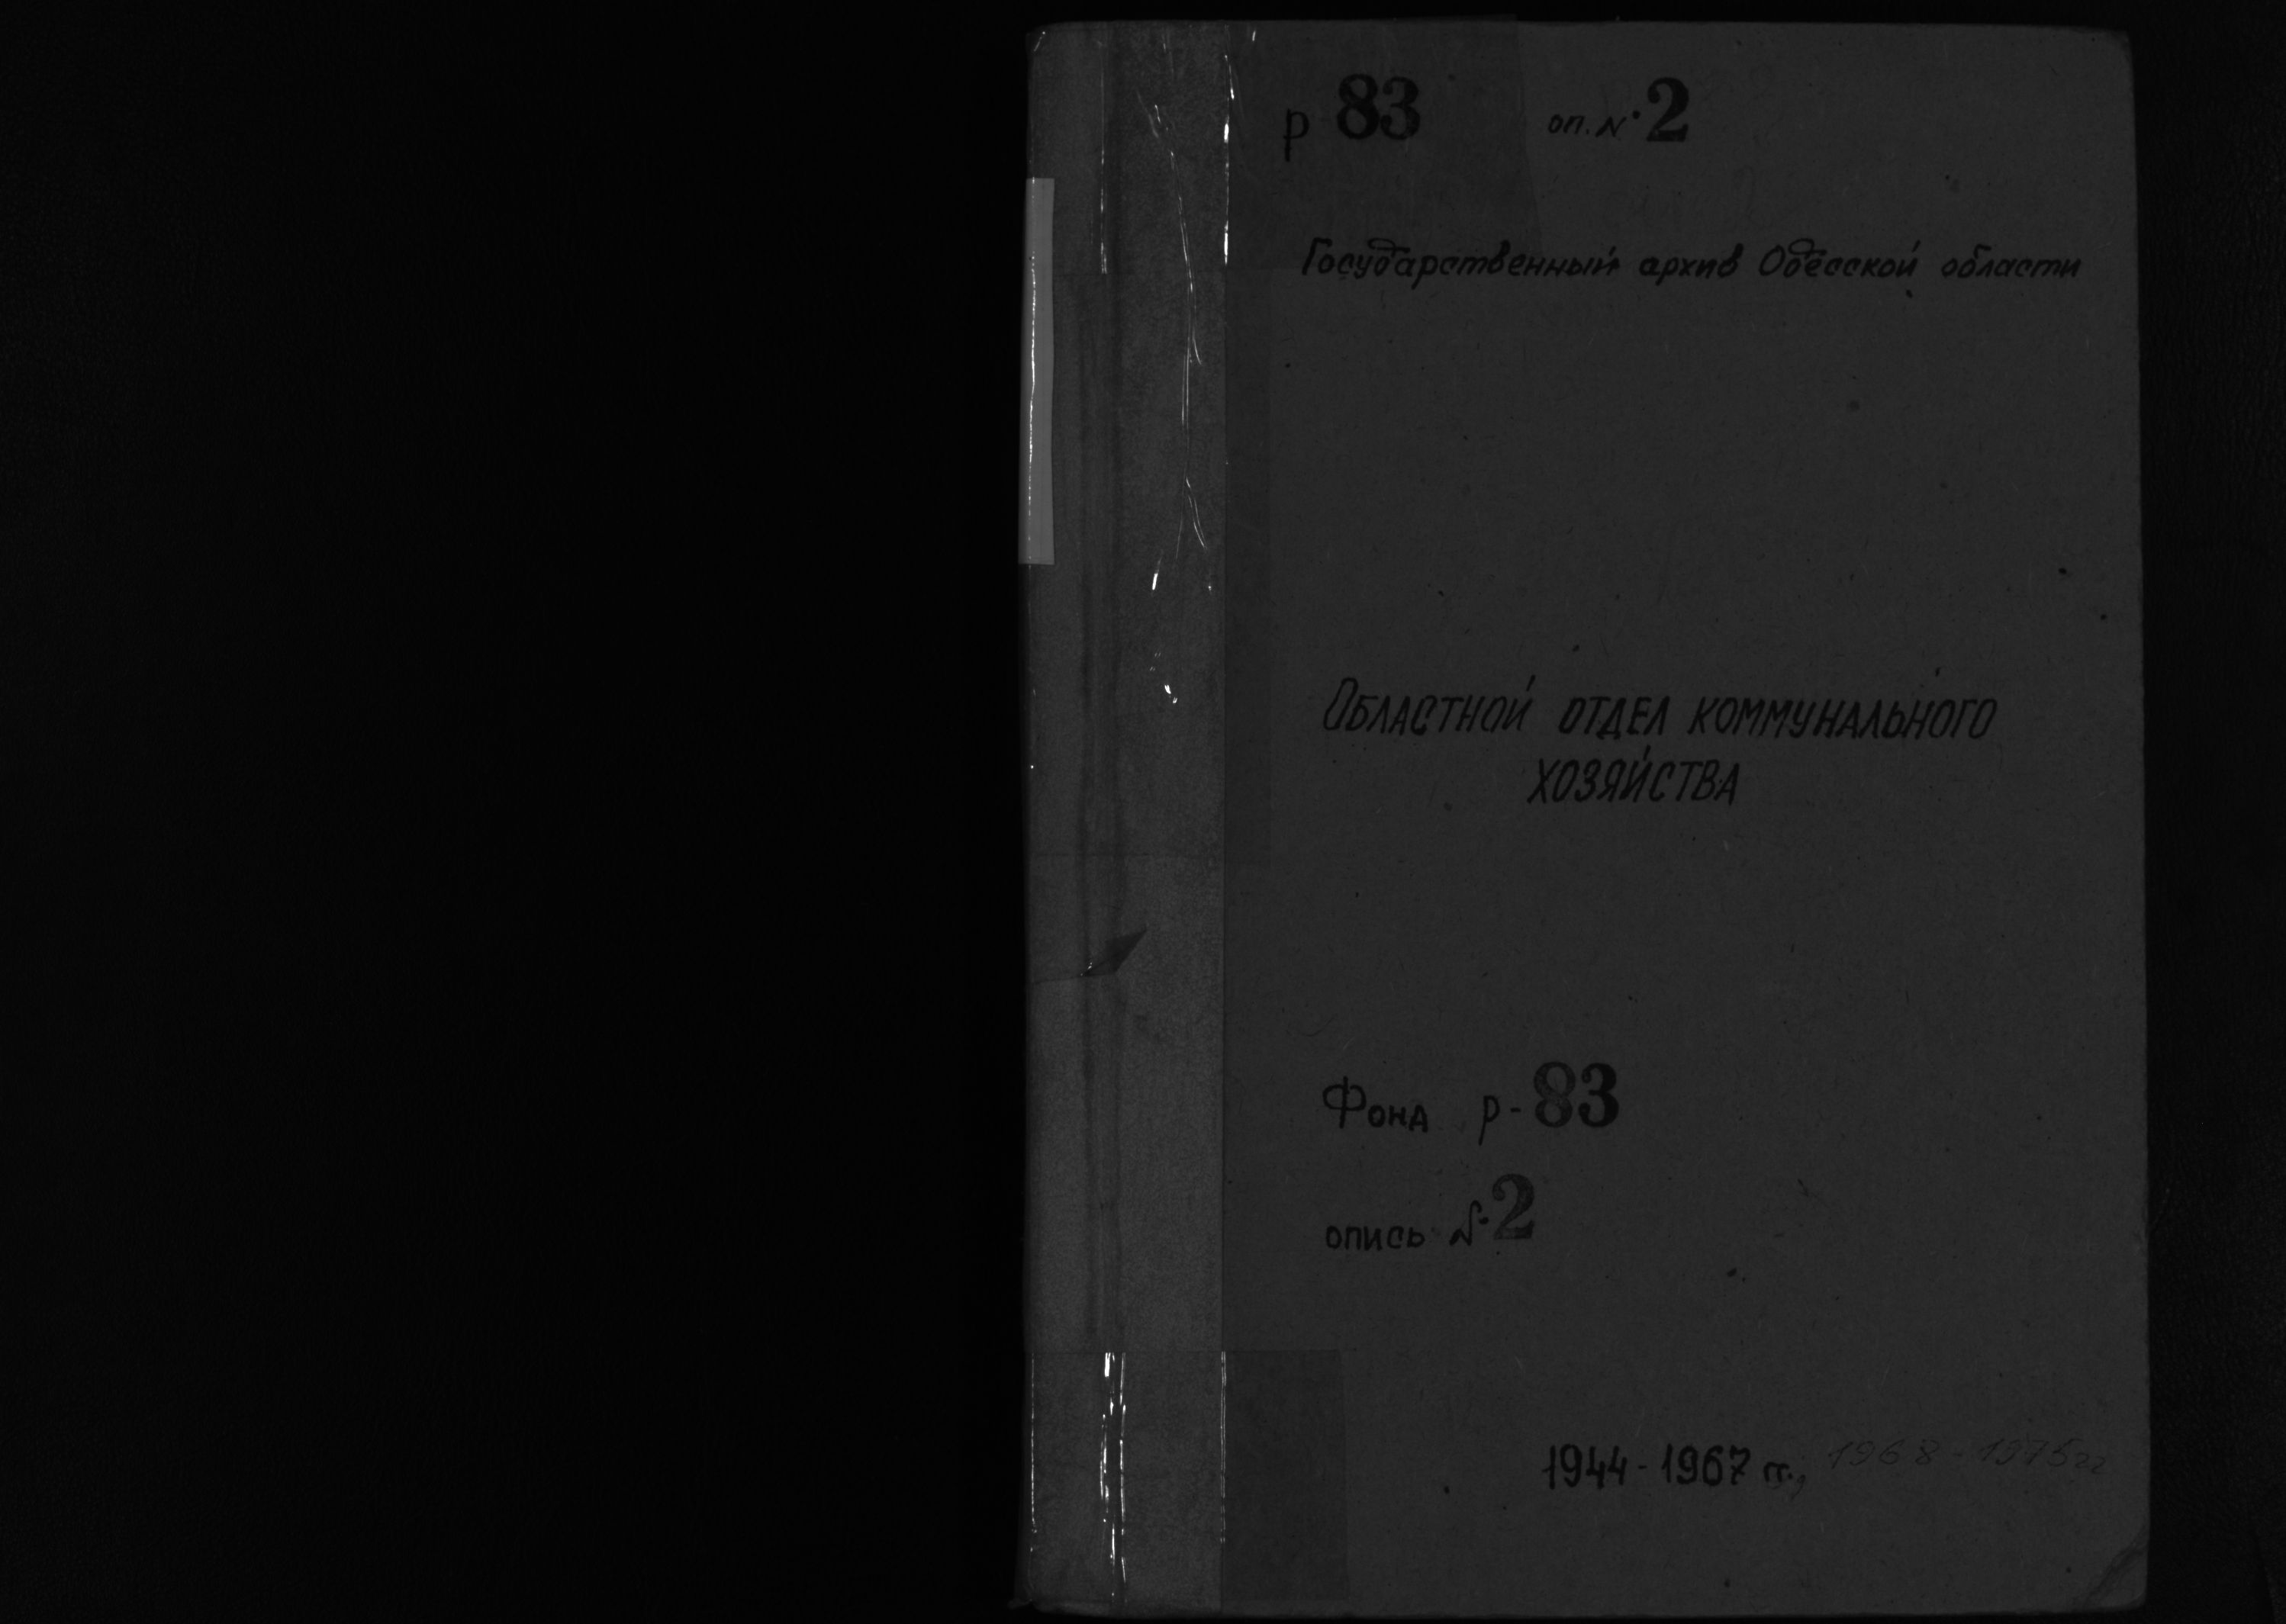 р 83 оп. № 2
Государственный архив Одесской области
ОБЛАСТНОЙ ОТДЕЛ КОММУНАЛЬНОГО
ХОЗЯЙСТВА
Фонд р-83
опись № 2
1944-1967 гг., 1968-1975гг